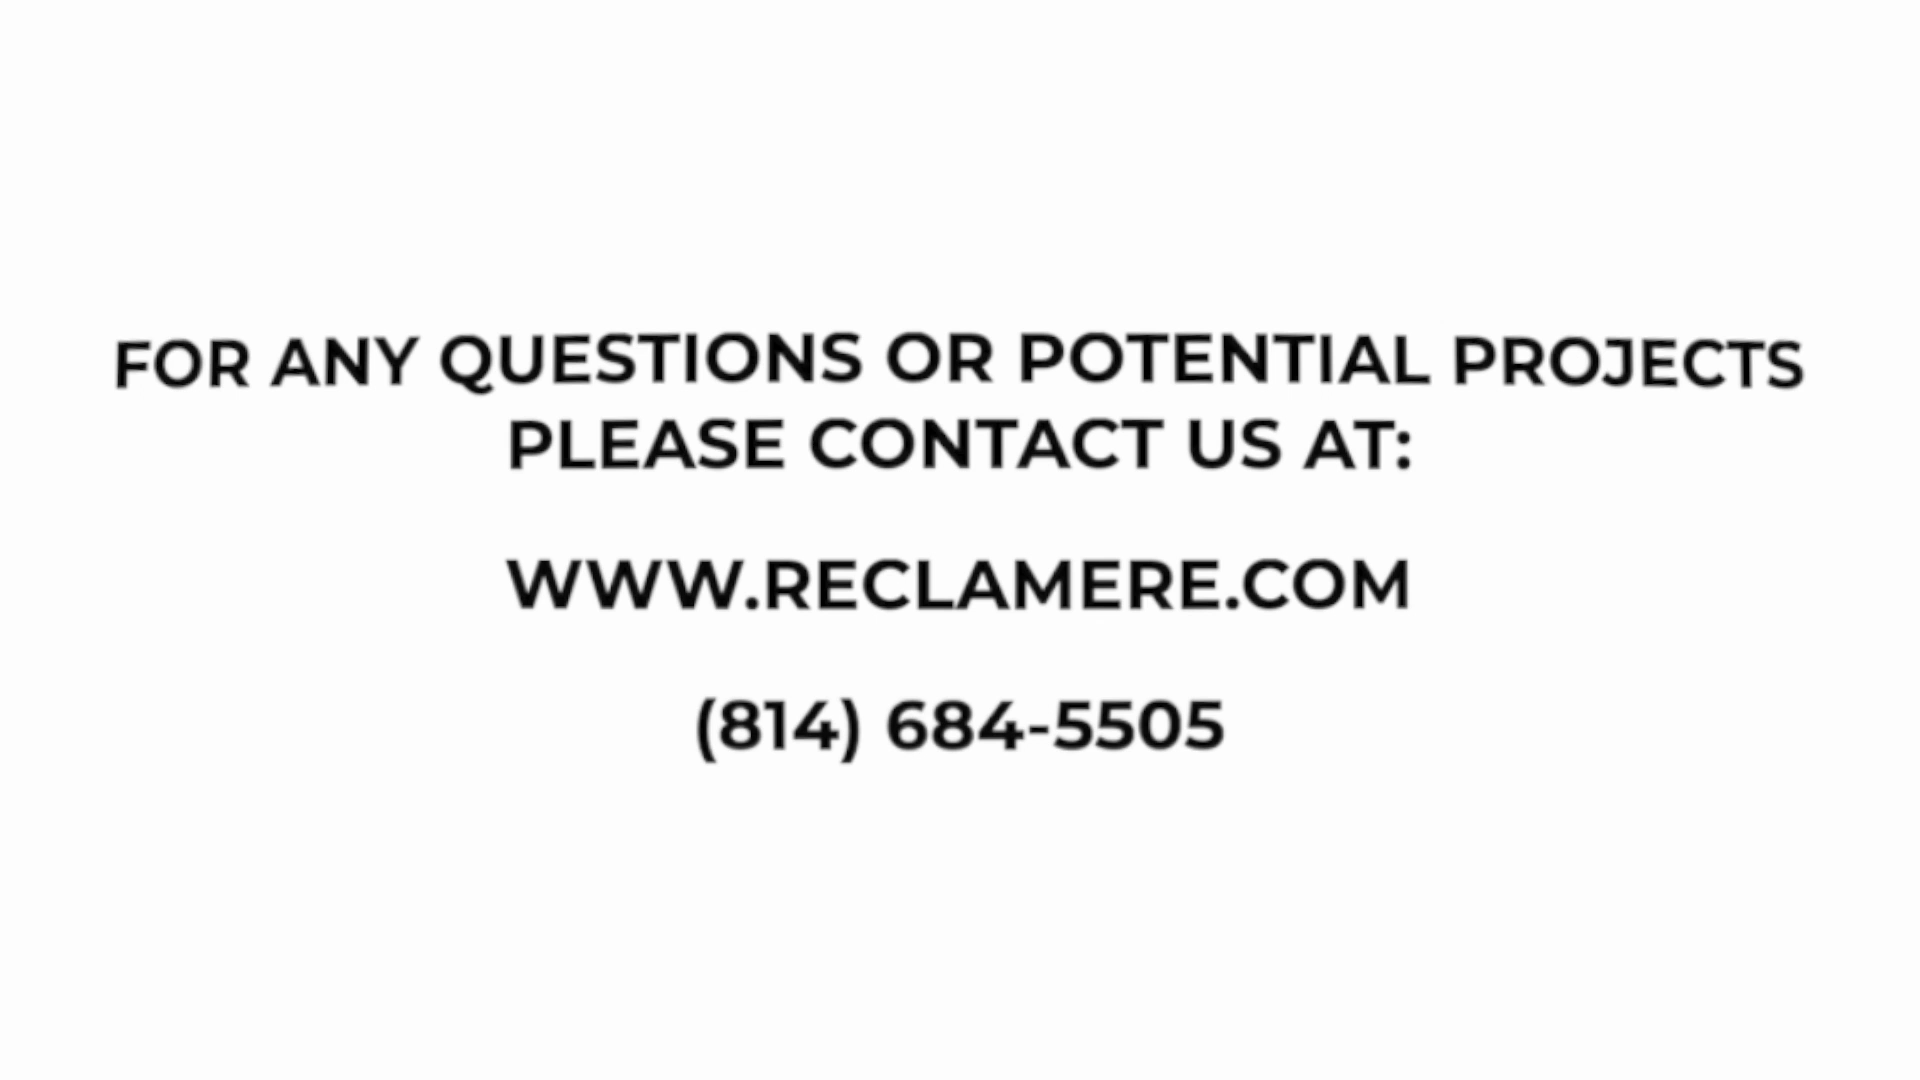 FOR ANY QUESTIONS OR POTENTIAL PROJECTS
PLEASE CONTACT US AT:
WWW.RECLAMERE.COM
(814) 684-5505